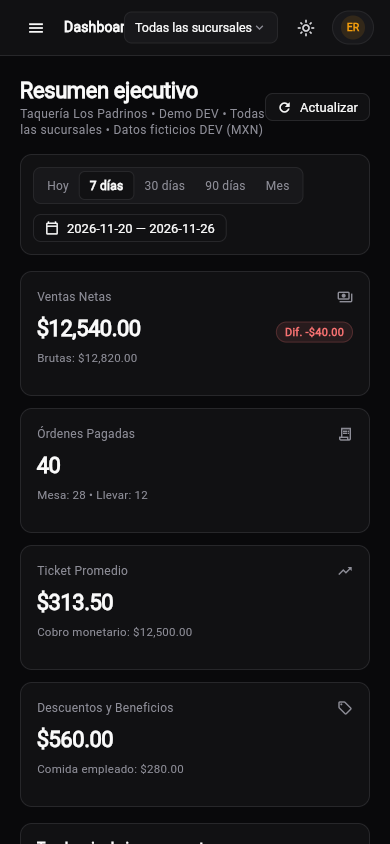 Dashboar
Todas las sucursales
ER
Resumen ejecutivo
Taquería Los Padrinos • Demo DEV • Todas
las sucursales • Datos ficticios DEV (MXN)
Actualizar
Hoy 7 días 30 días 90 días Mes
2026-11-20 — 2026-11-26
Ventas Netas
$12,540.00
Dif. -$40.00
Brutas: $12,820.00
Órdenes Pagadas
40
Mesa: 28 • Llevar: 12
Ticket Promedio
$313.50
Cobro monetario: $12,500.00
Descuentos y Beneficios
$560.00
Comida empleado: $280.00